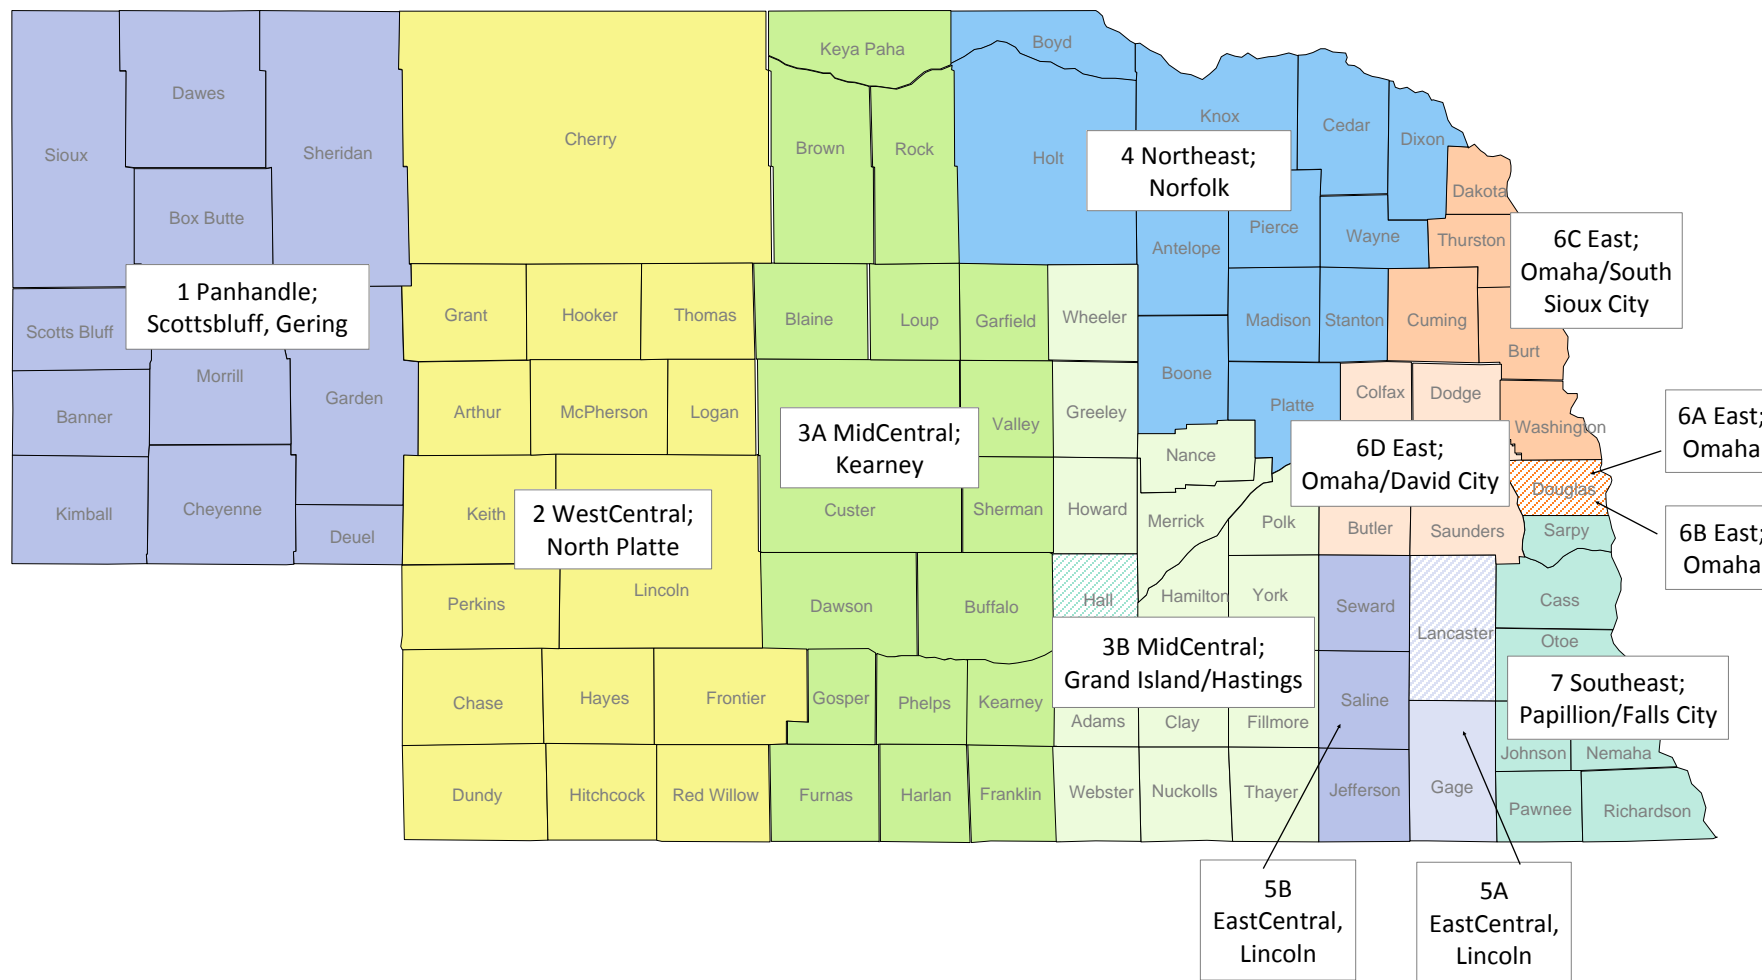 Keya Paha
Boyd
Dawes
Cherry
Knox
Cedar
Dixon
Sioux
Sheridan
Brown
Rock
Holt
4 Northeast;
Norfolk
Dakota
Box Butte
Antelope
Pierce
Wayne
Thurston
6C East;
Omaha/South
Sioux City
1 Panhandle;
Scottsbluff, Gering
Scotts Bluff
Grant
Hooker
Thomas
Blaine
Loup
Garfield
Wheeler
Madison
Stanton
Cuming
Burt
Morrill
Garden
Banner
Arthur
McPherson
Logan
Boone
Platte
Colfax
Dodge
Washington
3A MidCentral;
Kearney
Valley
Greeley
Nance
6D East;
Omaha/David City
6A East;
Omaha
Douglas
Kimball
Cheyenne
Deuel
Keith
2 WestCentral;
North Platte
Custer
Sherman
Howard
Merrick
Polk
Butler
Saunders
Sarpy
6B East;
Omaha
Perkins
Lincoln
Dawson
Buffalo
Hall
Hamilton
York
Seward
Lancaster
Cass
Otoe
3B MidCentral;
Grand Island/Hastings
7 Southeast;
Papillion/Falls City
Chase
Hayes
Frontier
Gosper
Phelps
Kearney
Adams
Clay
Fillmore
Saline
Johnson
Nemaha
Dundy
Hitchcock
Red Willow
Furnas
Harlan
Franklin
Webster
Nuckolls
Thayer
Jefferson
Gage
Pawnee
Richardson
5B
EastCentral,
Lincoln
5A
EastCentral,
Lincoln